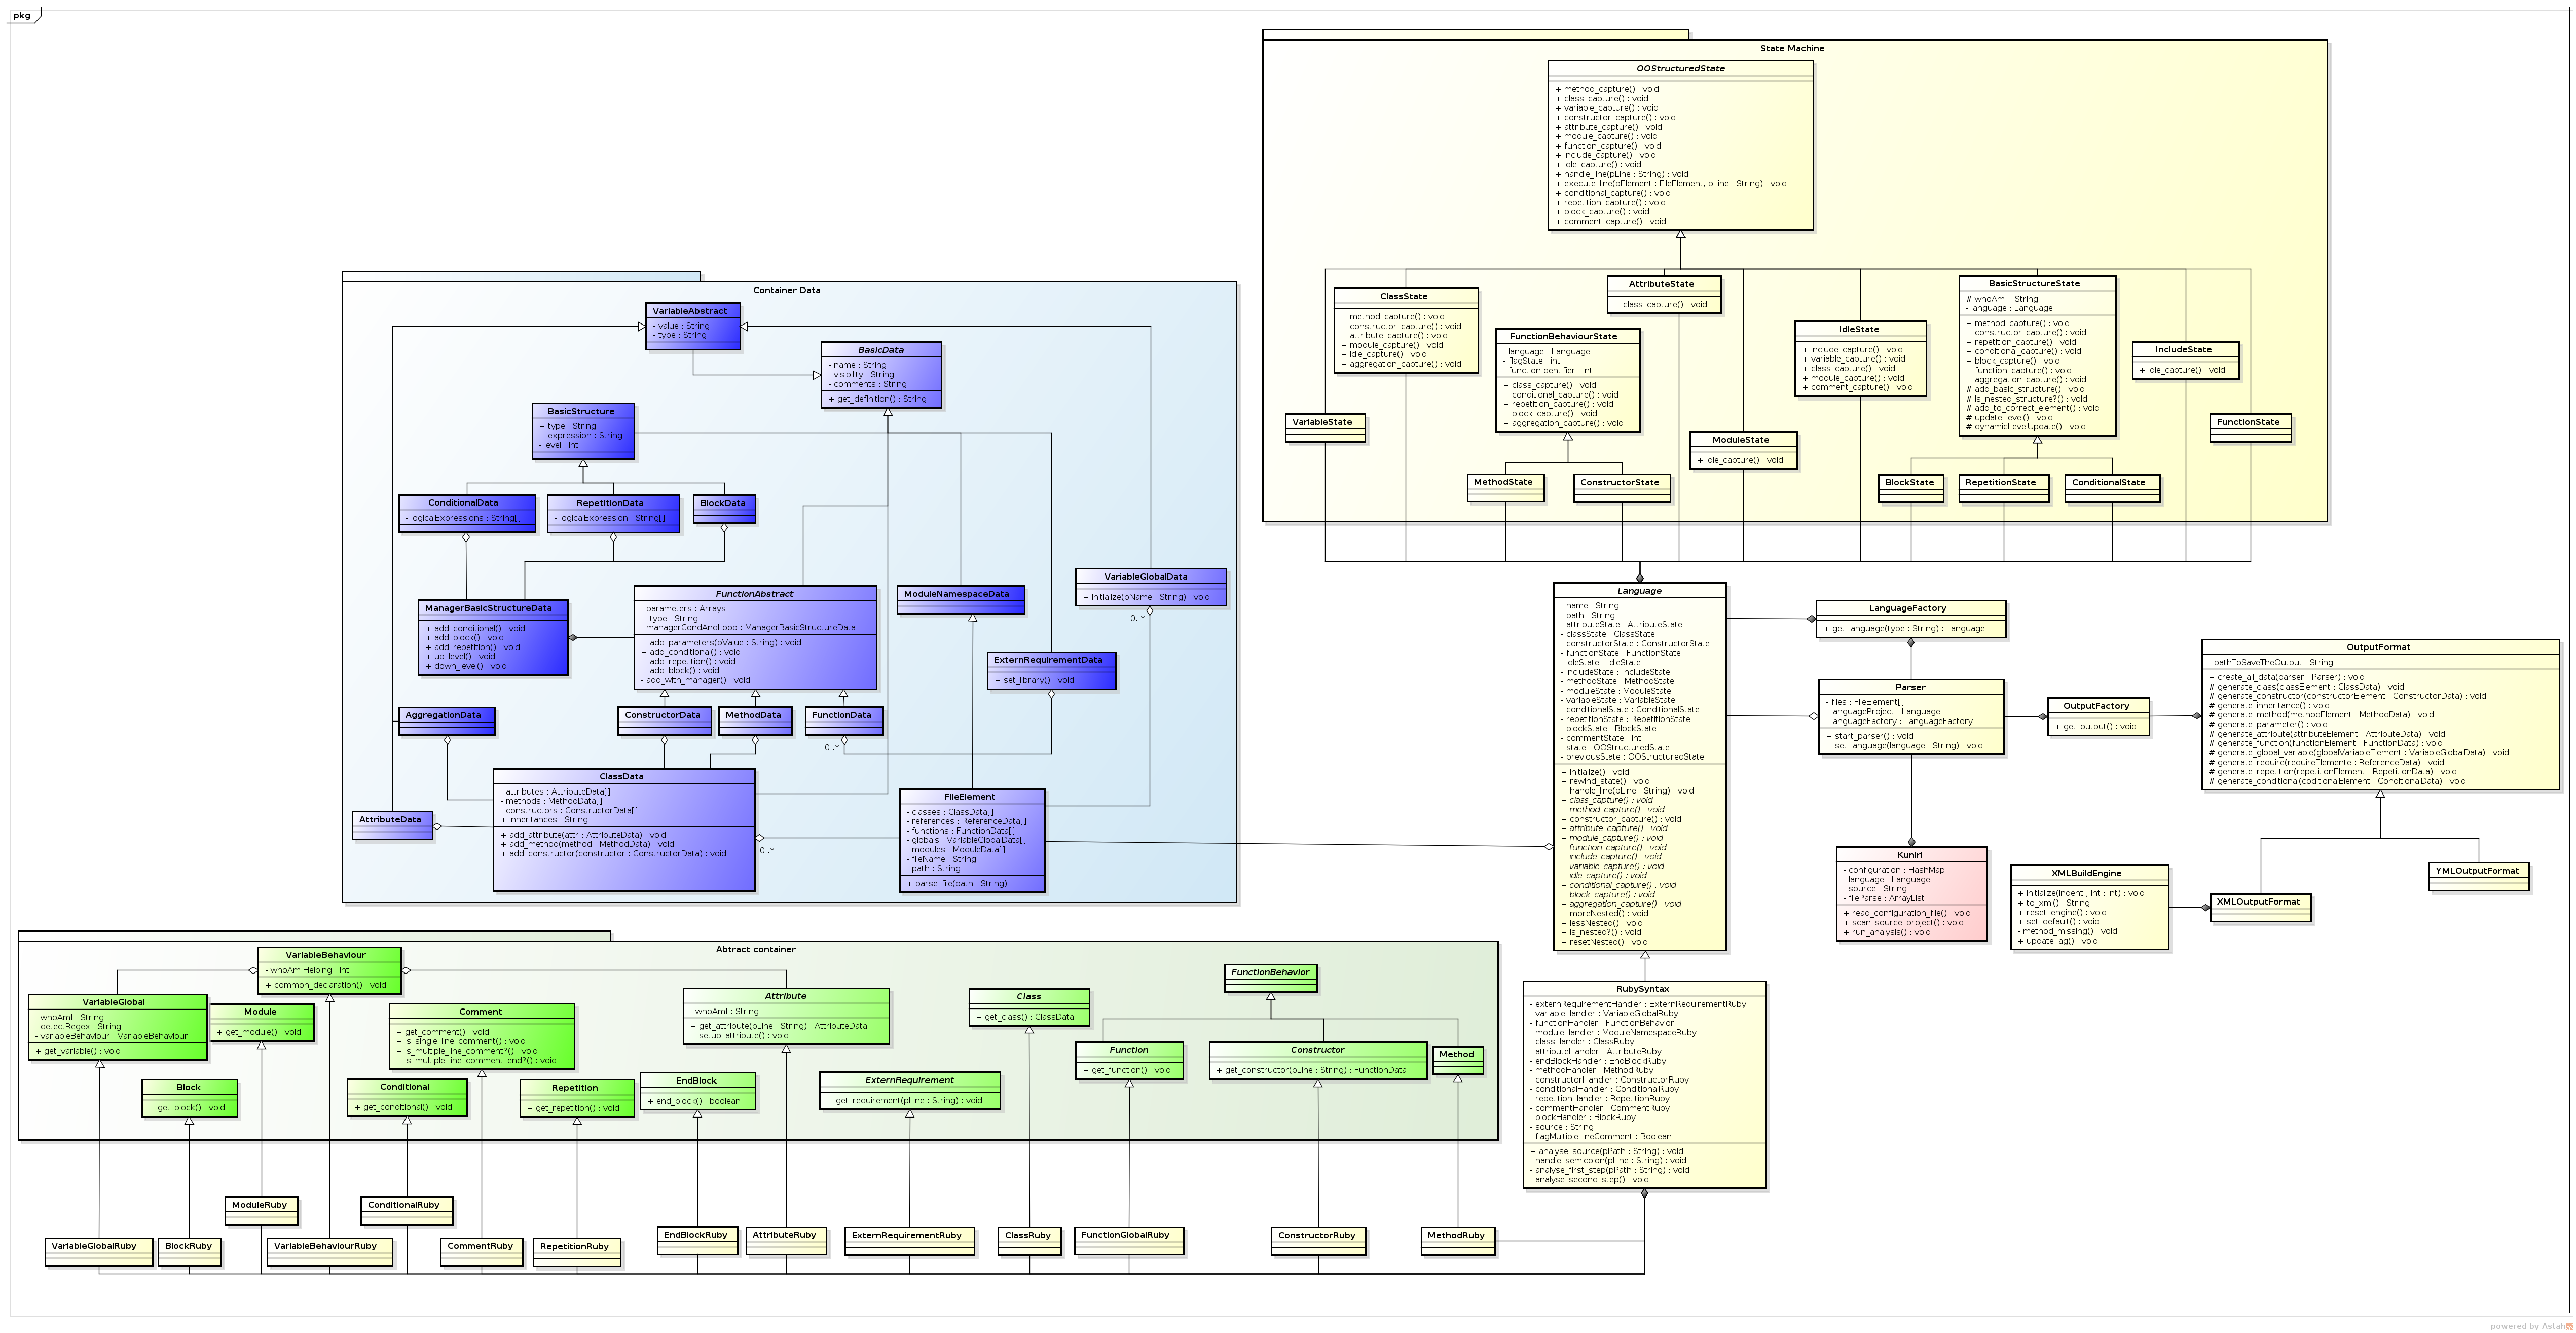 pkg
State Machine
OOStructuredState
+ method_capture() : void
+ class_capture() : void
+ variable_capture() : void
+ constructor_capture() : void
+ attribute_capture() : void
+ module_capture() : void
+ function_capture() : void
+ include_capture() : void
+ idle_capture() : void
+ handle_line(pLine : String) : void
+ execute_line(pElement : FileElement, pLine : String) : void
+ conditional_capture() : void
+ repetition_capture() : void
+ block_capture() : void
+ comment_capture() : void
ClassState
+ method_capture() : void
+ constructor_capture() : void
+ attribute_capture() : void
+ module_capture() : void
+ idle_capture() : void
+ aggregation_capture() : void
AttributeState
+ class_capture() : void
FunctionBehaviourState
- language : Language
- flagState : int
- functionIdentifier : int
+ class_capture() : void
+ conditional_capture() : void
+ repetition_capture() : void
+ block_capture() : void
+ aggregation_capture() : void
IdleState
+ include_capture() : void
+ variable_capture() : void
+ class_capture() : void
+ module_capture() : void
+ comment_capture() : void
BasicStructureState
# whoAmI : String
- language : Language
+ method_capture() : void
+ constructor_capture() : void
+ repetition_capture() : void
+ conditional_capture() : void
+ block_capture() : void
+ function_capture() : void
+ aggregation_capture() : void
# add_basic_structure() : void
# is_nested_structure?() : void
# add_to_correct_element() : void
# update_level() : void
# dynamicLevelUpdate() : void
IncludeState
+ idle_capture() : void
VariableState
FunctionState
ModuleState
+ idle_capture() : void
MethodState
ConstructorState
BlockState
RepetitionState
ConditionalState
Container Data
VariableAbstract
- value : String
- type : String
BasicData
- name : String
- visibility : String
- comments : String
+ get_definition() : String
BasicStructure
+ type : String
+ expression : String
- level : int
ConditionalData
- logicalExpressions : String[]
RepetitionData
- logicalExpression : String[]
BlockData
ManagerBasicStructureData
+ add_conditional() : void
+ add_block() : void
+ add_repetition() : void
+ up_level() : void
+ down_level() : void
FunctionAbstract
- parameters : Arrays
+ type : String
- managerCondAndLoop : ManagerBasicStructureData
+ add_parameters(pValue : String) : void
+ add_conditional() : void
+ add_repetition() : void
+ add_block() : void
- add_with_manager() : void
ModuleNamespaceData
VariableGlobalData
+ initialize(pName : String) : void
0..*
ExternRequirementData
+ set_library() : void
AggregationData
ConstructorData
MethodData
FunctionData
0..*
ClassData
- attributes : AttributeData[]
- methods : MethodData[]
- constructors : ConstructorData[]
+ inheritances : String
+ add_attribute(attr : AttributeData) : void
+ add_method(method : MethodData) : void
+ add_constructor(constructor : ConstructorData) : void
0..*
AttributeData
FileElement
- classes : ClassData[]
- references : ReferenceData[]
- functions : FunctionData[]
- globals : VariableGlobalData[]
- modules : ModuleData[]
- fileName : String
- path : String
+ parse_file(path : String)
Language
- name : String
- path : String
- attributeState : AttributeState
- classState : ClassState
- constructorState : ConstructorState
- functionState : FunctionState
- idleState : IdleState
- includeState : IncludeState
- methodState : MethodState
- moduleState : ModuleState
- variableState : VariableState
- conditionalState : ConditionalState
- repetitionState : RepetitionState
- blockState : BlockState
- commentState : int
- state : OOStructuredState
- previousState : OOStructuredState
+ initialize() : void
+ rewind_state() : void
+ handle_line(pLine : String) : void
+ class_capture() : void
+ method_capture() : void
+ constructor_capture() : void
+ attribute_capture() : void
+ module_capture() : void
+ function_capture() : void
+ include_capture() : void
+ variable_capture() : void
+ idle_capture() : void
+ conditional_capture() : void
+ block_capture() : void
+ aggregation_capture() : void
+ moreNested() : void
+ lessNested() : void
+ is_nested?() : void
+ resetNested() : void
LanguageFactory
+ get_language(type : String) : Language
Parser
- files : FileElement[]
- languageProject : Language
- languageFactory : LanguageFactory
+ start_parser() : void
+ set_language(language : String) : void
OutputFactory
+ get_output() : void
OutputFormat
- pathToSaveTheOutput : String
+ create_all_data(parser : Parser) : void
# generate_class(classElement : ClassData) : void
# generate_constructor(constructorElement : ConstructorData) : void
# generate_inheritance() : void
# generate_method(methodElement : MethodData) : void
# generate_parameter() : void
# generate_attribute(attributeElement : AttributeData) : void
# generate_function(functionElement : FunctionData) : void
# generate_global_variable(globalVariableElement : VariableGlobalData) : void
# generate_require(requireElemente : ReferenceData) : void
# generate_repetition(repetitionElement : RepetitionData) : void
# generate_conditional(coditionalElement : ConditionalData) : void
Kuniri
- configuration : HashMap
- language : Language
- source : String
- fileParse : ArrayList
+ read_configuration_file() : void
+ scan_source_project() : void
+ run_analysis() : void
XMLBuildEngine
+ initialize(indent ; int : int) : void
+ to_xml() : String
+ reset_engine() : void
+ set_default() : void
- method_missing() : void
+ updateTag() : void
XMLOutputFormat
YMLOutputFormat
Abtract container
VariableBehaviour
- whoAmIHelping : int
+ common_declaration() : void
VariableGlobal
- whoAmI : String
- detectRegex : String
- variableBehaviour : VariableBehaviour
+ get_variable() : void
Module
+ get_module() : void
Comment
+ get_comment() : void
+ is_single_line_comment() : void
+ is_multiple_line_comment?() : void
+ is_multiple_line_comment_end?() : void
Attribute
- whoAmI : String
+ get_attribute(pLine : String) : AttributeData
+ setup_attribute() : void
Class
+ get_class() : ClassData
FunctionBehavior
Function
+ get_function() : void
Constructor
+ get_constructor(pLine : String) : FunctionData
Method
Block
+ get_block() : void
Conditional
+ get_conditional() : void
Repetition
+ get_repetition() : void
EndBlock
+ end_block() : boolean
ExternRequirement
+ get_requirement(pLine : String) : void
RubySyntax
- externRequirementHandler : ExternRequirementRuby
- variableHandler : VariableGlobalRuby
- functionHandler : FunctionBehavior
- moduleHandler : ModuleNamespaceRuby
- classHandler : ClassRuby
- attributeHandler : AttributeRuby
- endBlockHandler : EndBlockRuby
- methodHandler : MethodRuby
- constructorHandler : ConstructorRuby
- conditionalHandler : ConditionalRuby
- repetitionHandler : RepetitionRuby
- commentHandler : CommentRuby
- blockHandler : BlockRuby
- source : String
- flagMultipleLineComment : Boolean
+ analyse_source(pPath : String) : void
- handle_semicolon(pLine : String) : void
- analyse_first_step(pPath : String) : void
- analyse_second_step() : void
ModuleRuby
ConditionalRuby
VariableGlobalRuby
BlockRuby
VariableBehaviourRuby
CommentRuby
RepetitionRuby
EndBlockRuby
AttributeRuby
ExternRequirementRuby
ClassRuby
FunctionGlobalRuby
ConstructorRuby
MethodRuby
powered by Astah